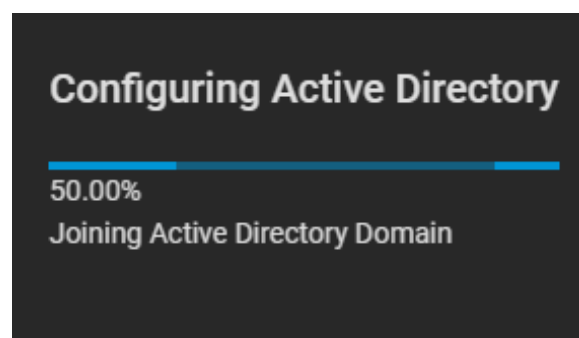 Configuring Active Directory
50.00%
Joining Active Directory Domain